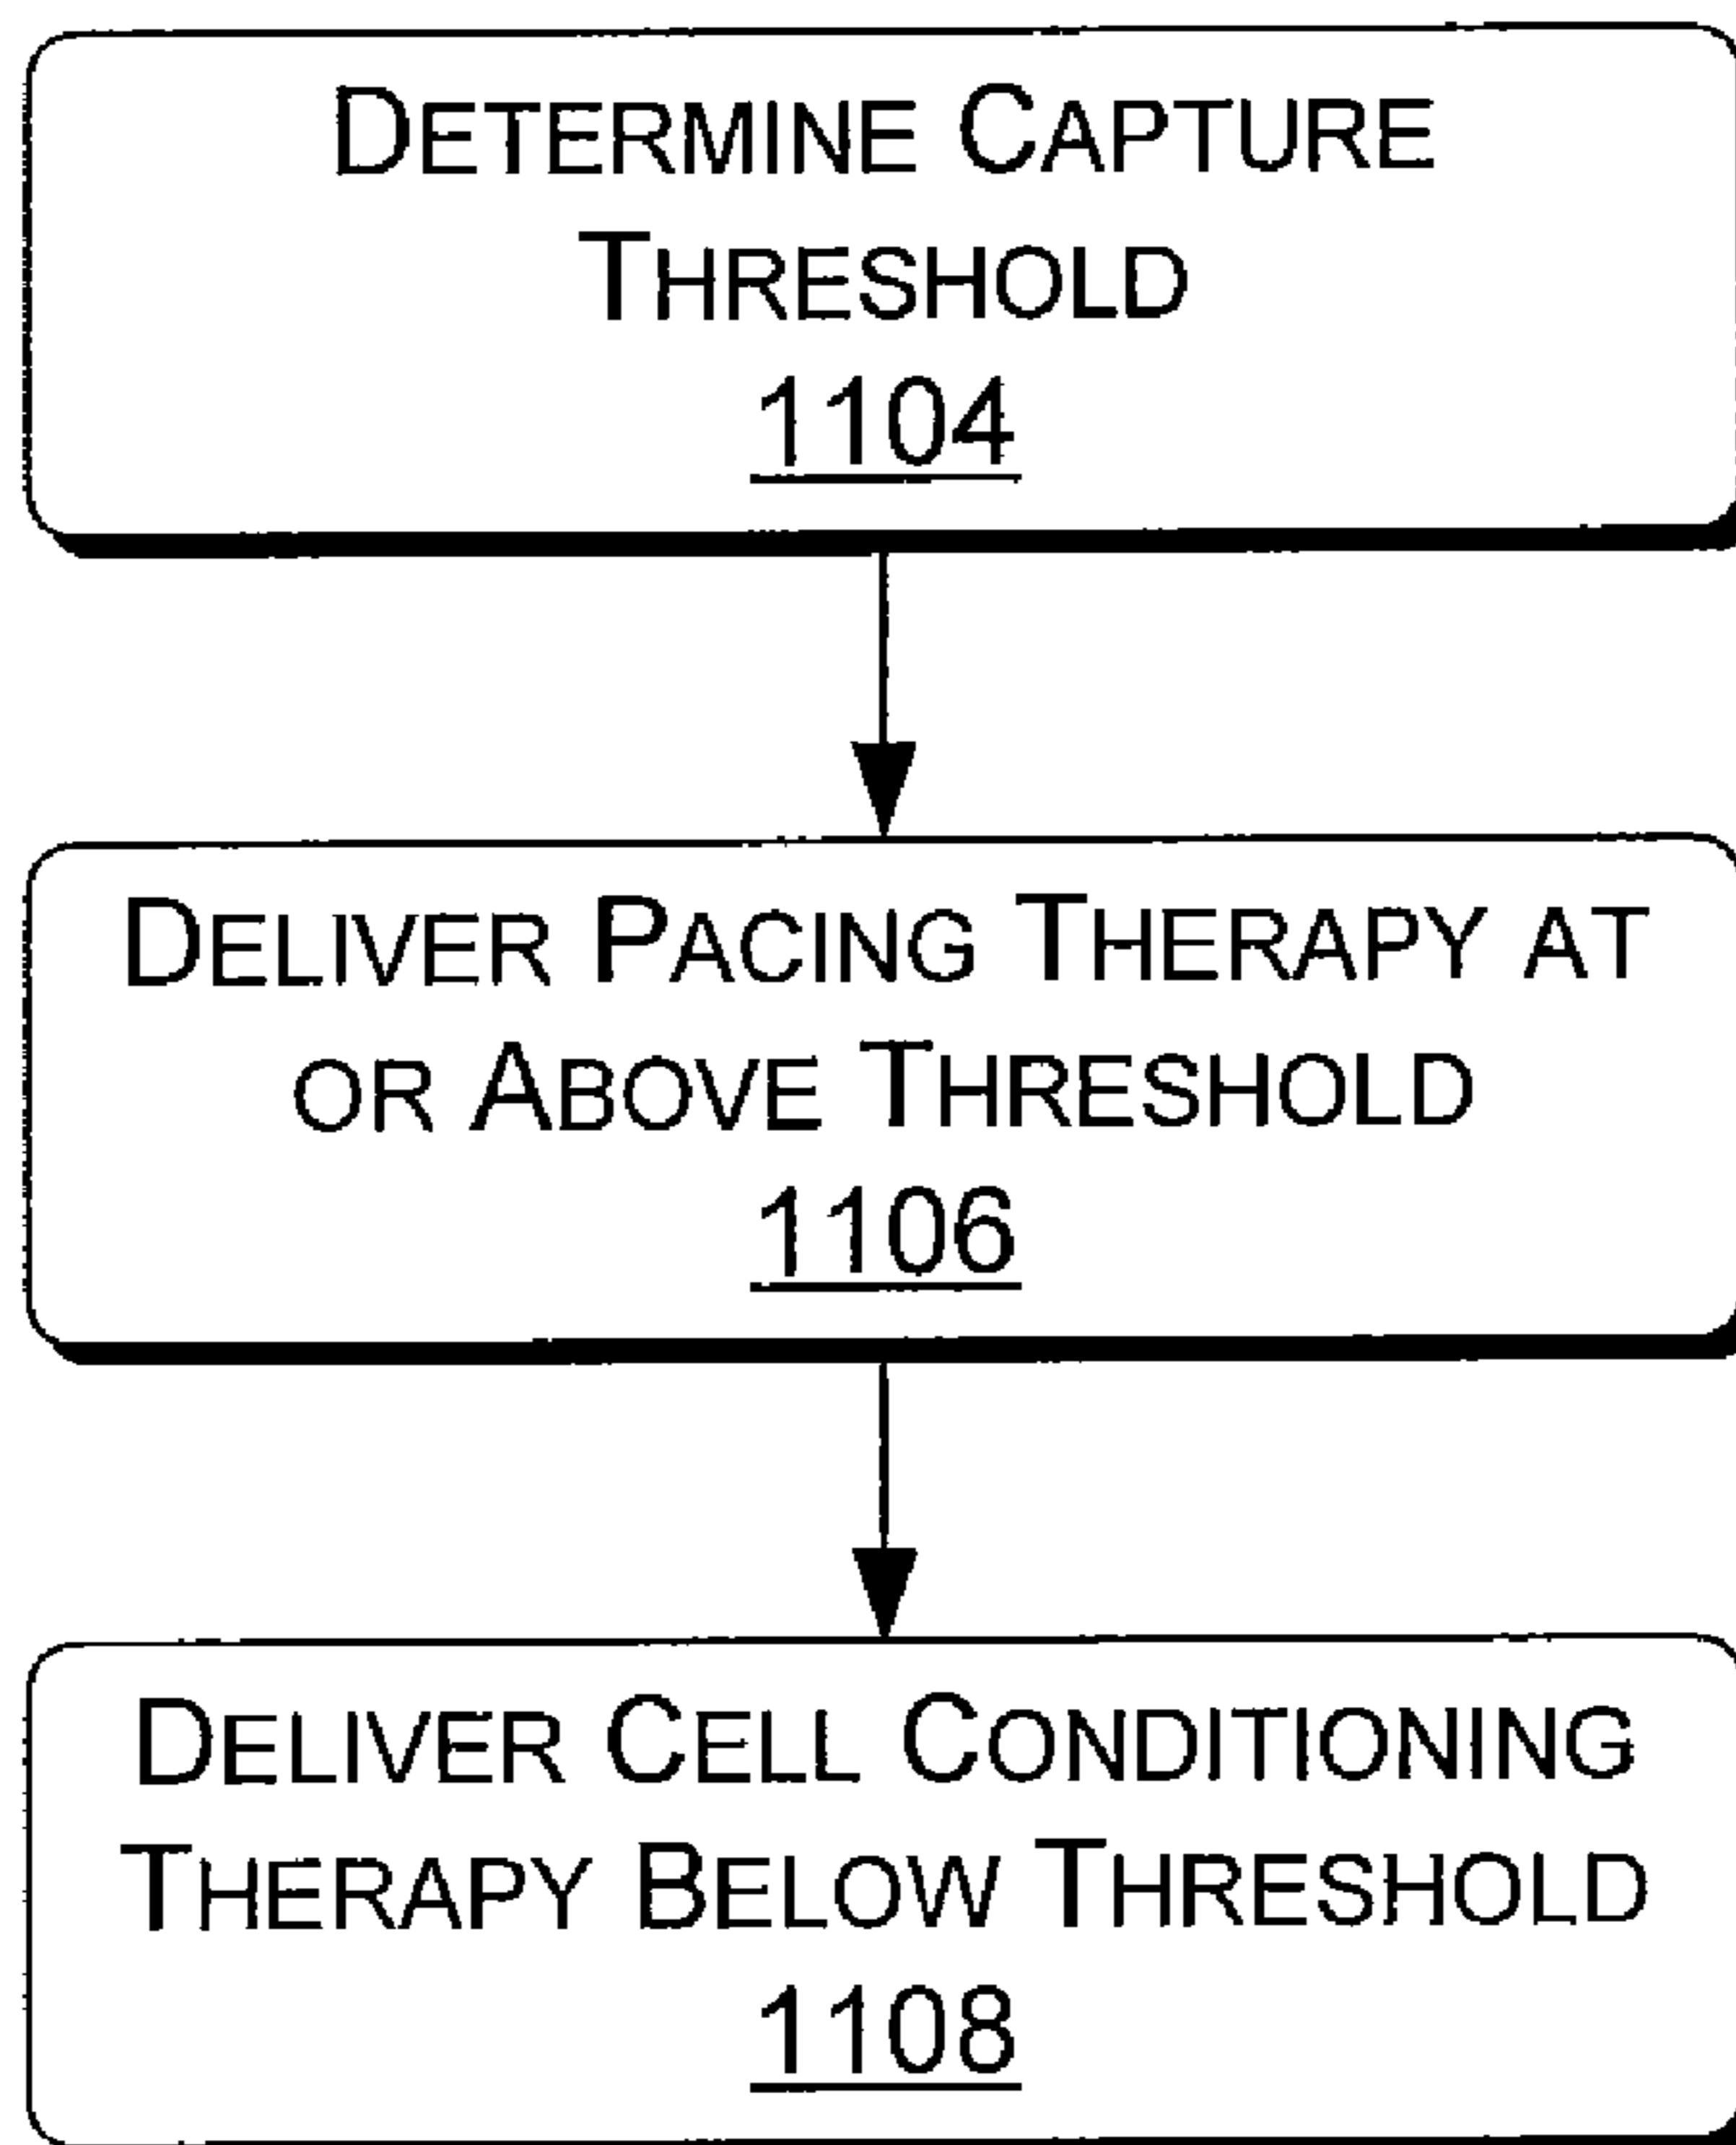 DETERMINE CAPTURE
THRESHOLD
1104
DELIVER PACING THERAPY AT
OR ABOVE THRESHOLD
1106
DELIVER CELL CONDITIONING
THERAPY BELOW THRESHOLD
1108